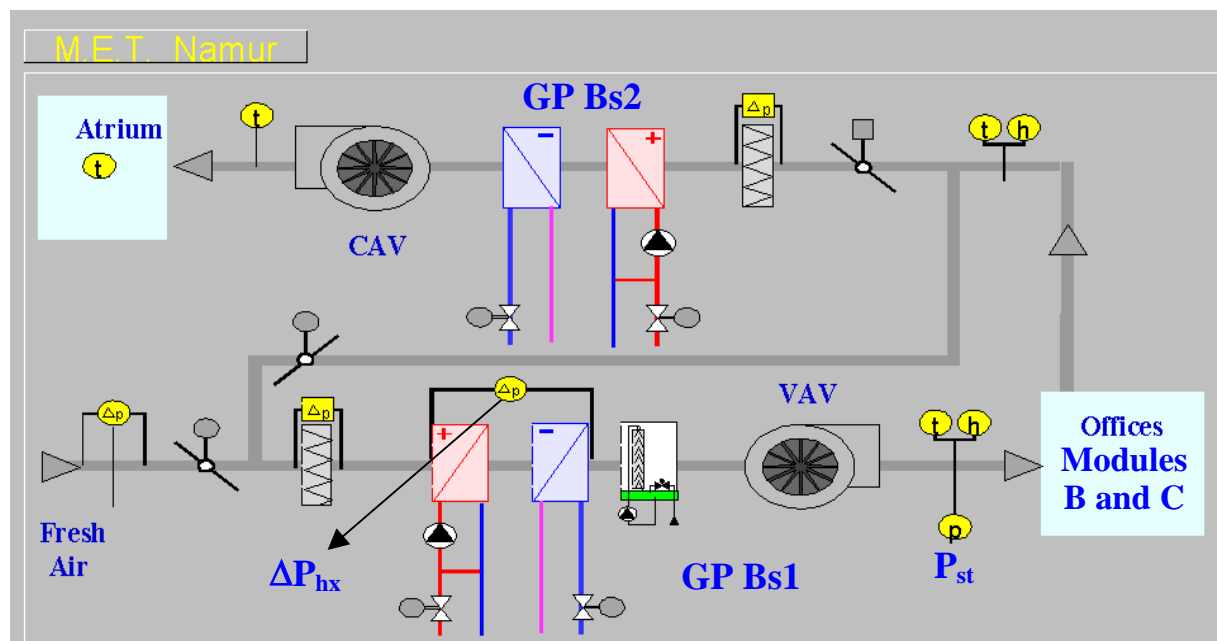 M.E.T. Namur
GP Bs2
Atrium
t
t
Δp
t h
- +
CAV
Δp
Δp
Δp
VAV
t h
+ -
Offices
Modules
B and C
Fresh
Air
p
ΔPhx
GP Bs1
Pst